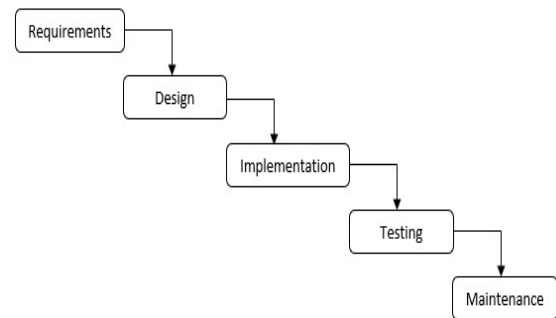 Requirements
Design
Implementation
Testing
Maintenance